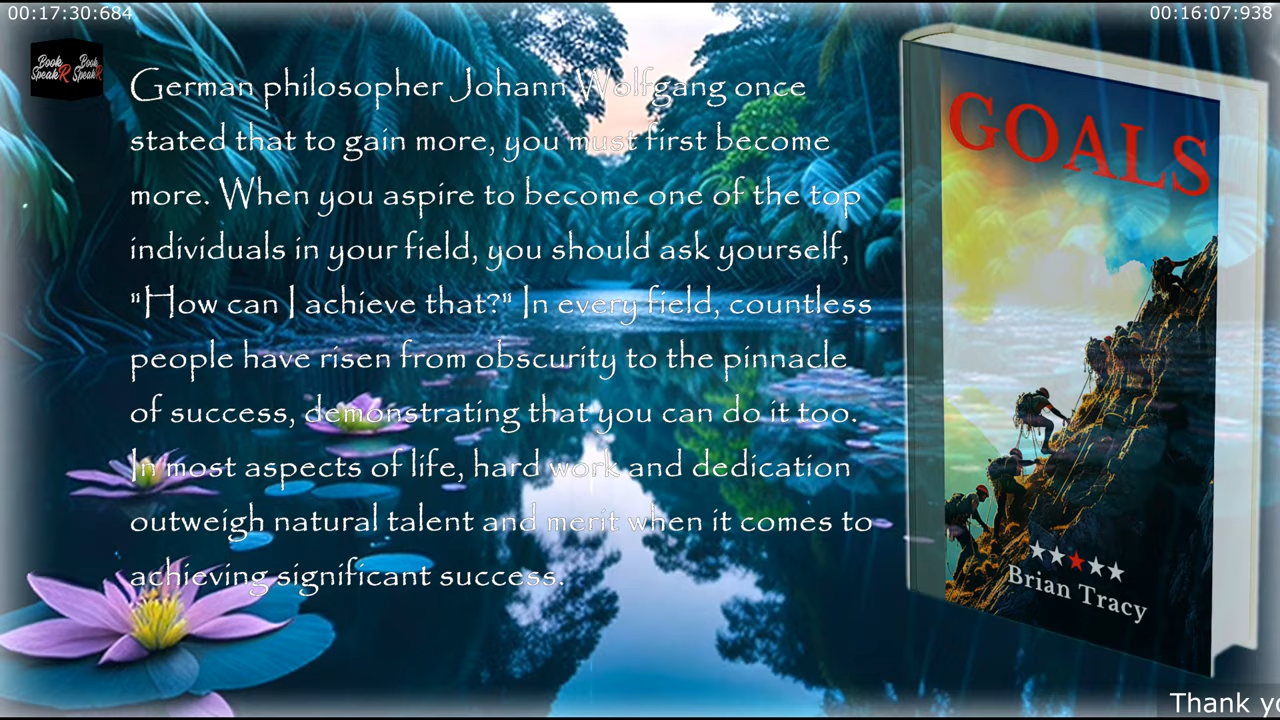 00:17:30:684
00:16:07:938
Book Book
SpeakR SpeakR
German philosopher Johann Wolfgang once
stated that to gain more, you must first become
more. When you aspire to become one of the top
individuals in your field, you should ask yourself,
"How can I achieve that?" In every field, countless
people have risen from obscurity to the pinnacle
of success, demonstrating that you can do it too.
In most aspects of life, hard work and dedication
outweigh natural talent and merit when it comes to
achieving significant success.
GOALS
Brian Tracy
Thank yo